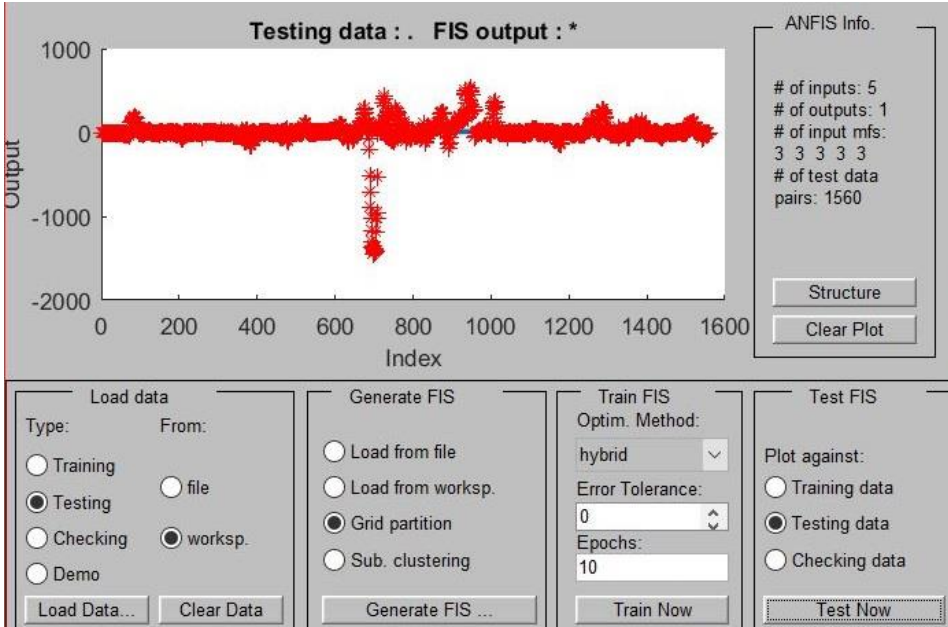 Testing data : .   FIS output : *
1000
0
-1000
-2000
Output
0 200 400 600 800 1000 1200 1400 1600
Index
ANFIS Info.
# of inputs: 5
# of outputs: 1
# of input mfs:
3 3 3 3 3
# of test data
pairs: 1560
Structure
Clear Plot
Load data
Type: From:
Training
Testing
Checking
Demo
file
worksp.
Load Data... Clear Data
Generate FIS
Load from file
Load from worksp.
Grid partition
Sub. clustering
Generate FIS ...
Train FIS
Optim. Method:
hybrid
Error Tolerance:
0
Epochs:
10
Train Now
Test FIS
Plot against:
Training data
Testing data
Checking data
Test Now